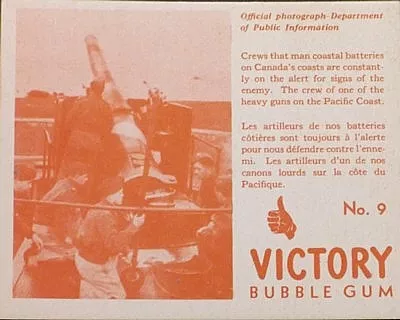 Official photograph-Department
of Public Information
Crews that man coastal batteries
on Canada's coasts are constant-
ly on the alert for signs of the
enemy. The crew of one of the
heavy guns on the Pacific Coast.
Les artilleurs de nos batteries
côtières sont toujours à l'alerte
pour nous défendre contre l'enne-
mi. Les artilleurs d'un de nos
canons lourds sur la côte du
Pacifique.
No. 9
VICTORY
BUBBLE GUM